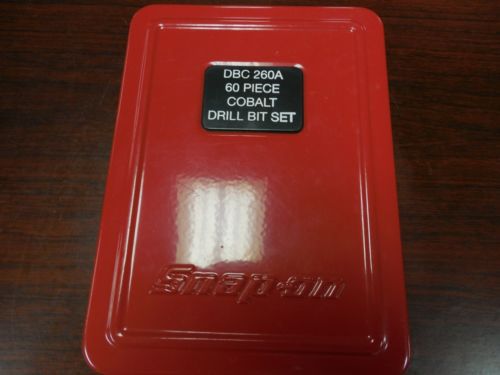 DBC 260A
60 PIECE
COBALT
DRILL BIT SET
Snap-on